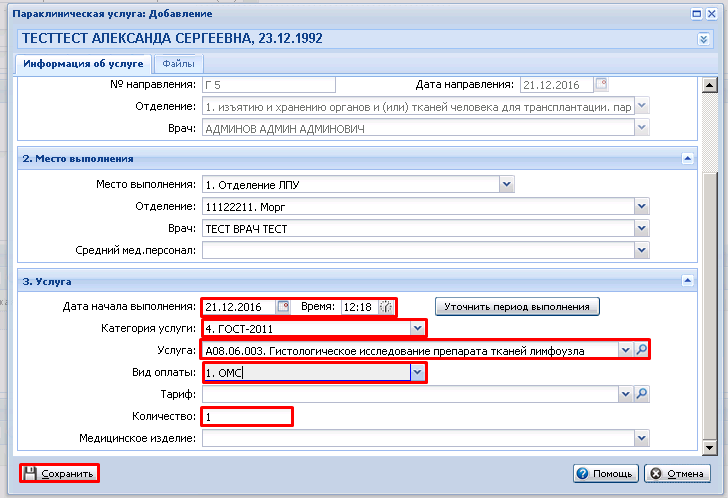 Параклиническая услуга: Добавление
ТЕСТТЕСТ АЛЕКСАНДА СЕРГЕЕВНА, 23.12.1992
Информация об услуге Файлы
№ направления: Г 5 Дата направления: 21.12.2016
Отделение: 1. изъятию и хранению органов и (или) тканей человека для трансплантации. пар
Врач: АДМИНОВ АДМИН АДМИНОВИЧ
2. Место выполнения
Место выполнения: 1. Отделение ЛПУ
Отделение: 11122211. Морг
Врач: ТЕСТ ВРАЧ ТЕСТ
Средний мед.персонал:
3. Услуга
Дата начала выполнения: 21.12.2016 Время: 12:18 Уточнить период выполнения
Категория услуги: 4. ГОСТ-2011
Услуга: A08.06.003. Гистологическое исследование препарата тканей лимфоузла
Вид оплаты: 1. ОМС
Тариф:
Количество: 1
Медицинское изделие:
Сохранить Помощь Отмена